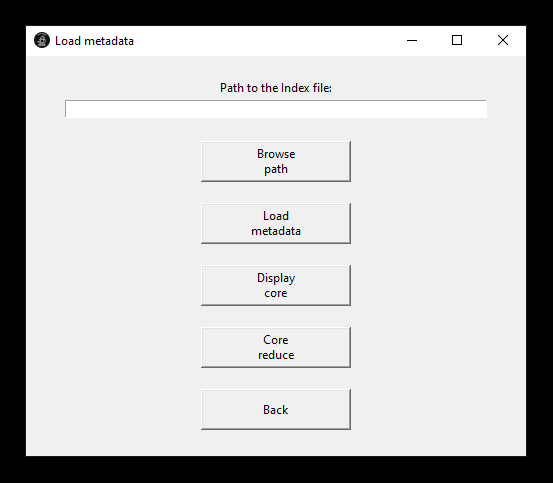 Load metadata
Path to the Index file:
Browse
path
Load
metadata
Display
core
Core
reduce
Back